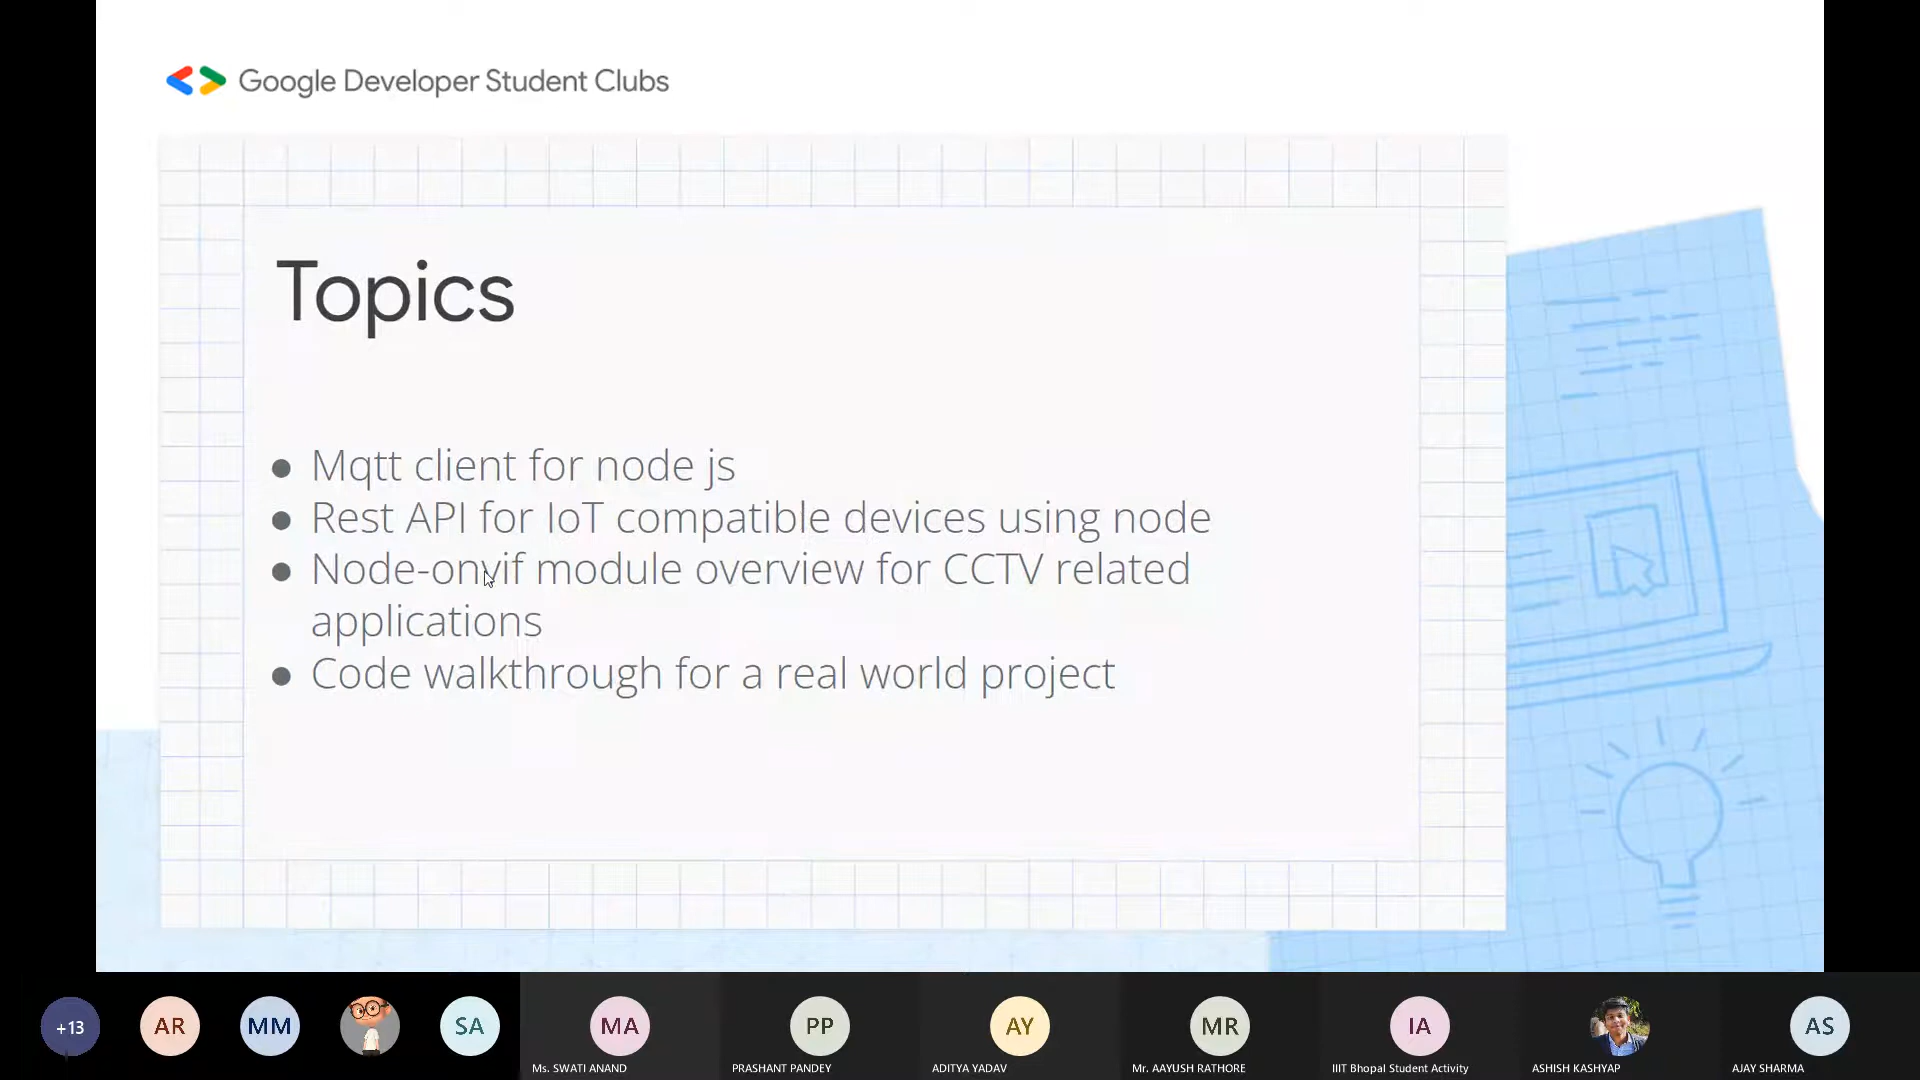 Google Developer Student Clubs
Topics
● Mqtt client for node js
● Rest API for IoT compatible devices using node
● Node-onvif module overview for CCTV related
applications
● Code walkthrough for a real world project
+13
AR
MM
SA
MA
PP
AY
MR
IA
AS
Ms. SWATI ANAND
PRASHANT PANDEY
ADITYA YADAV
Mr. AAYUSH RATHORE
IIIT Bhopal Student Activity
ASHISH KASHYAP
AJAY SHARMA